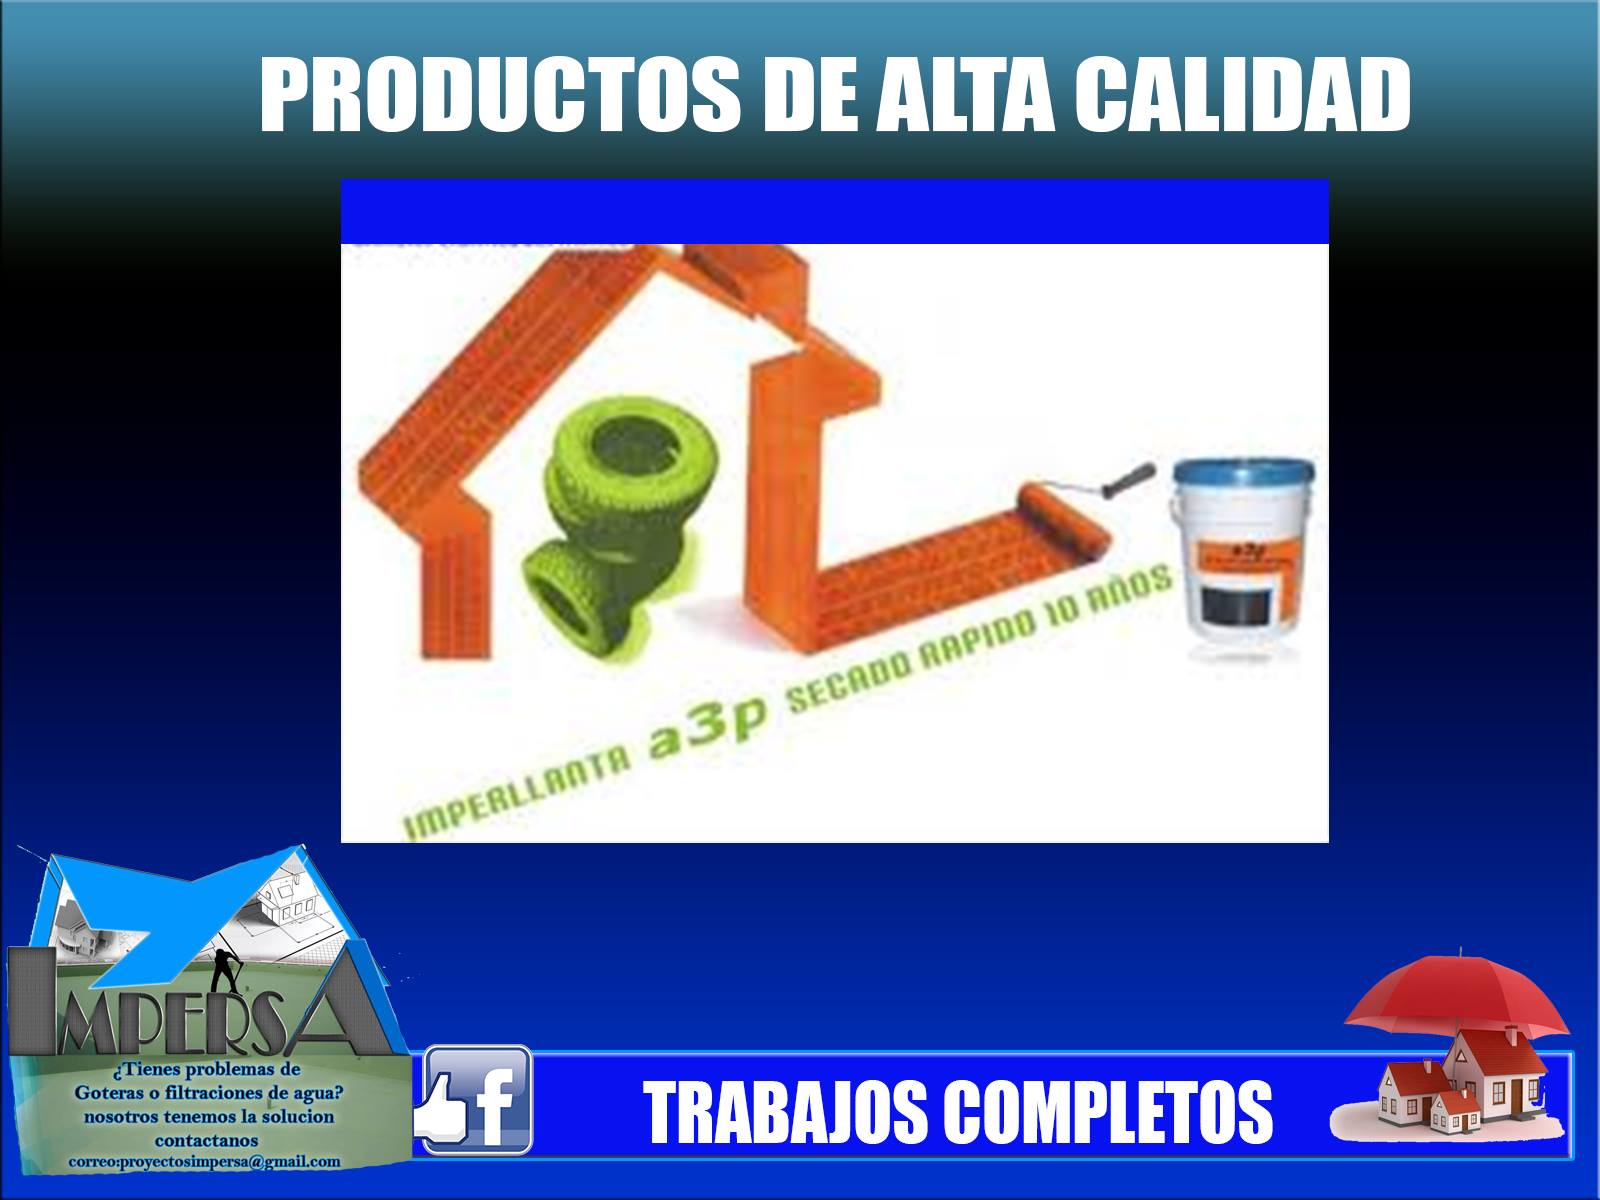 PRODUCTOS DE ALTA CALIDAD
a3p
IMPERLLANTA a3p SECADO RAPIDO 10 AÑOS
IMPERSA
¿Tienes problemas de
Goteras o filtraciones de agua?
nosotros tenemos la solucion
contactanos
correo:proyectosimpersa@gmail.com
f
TRABAJOS COMPLETOS